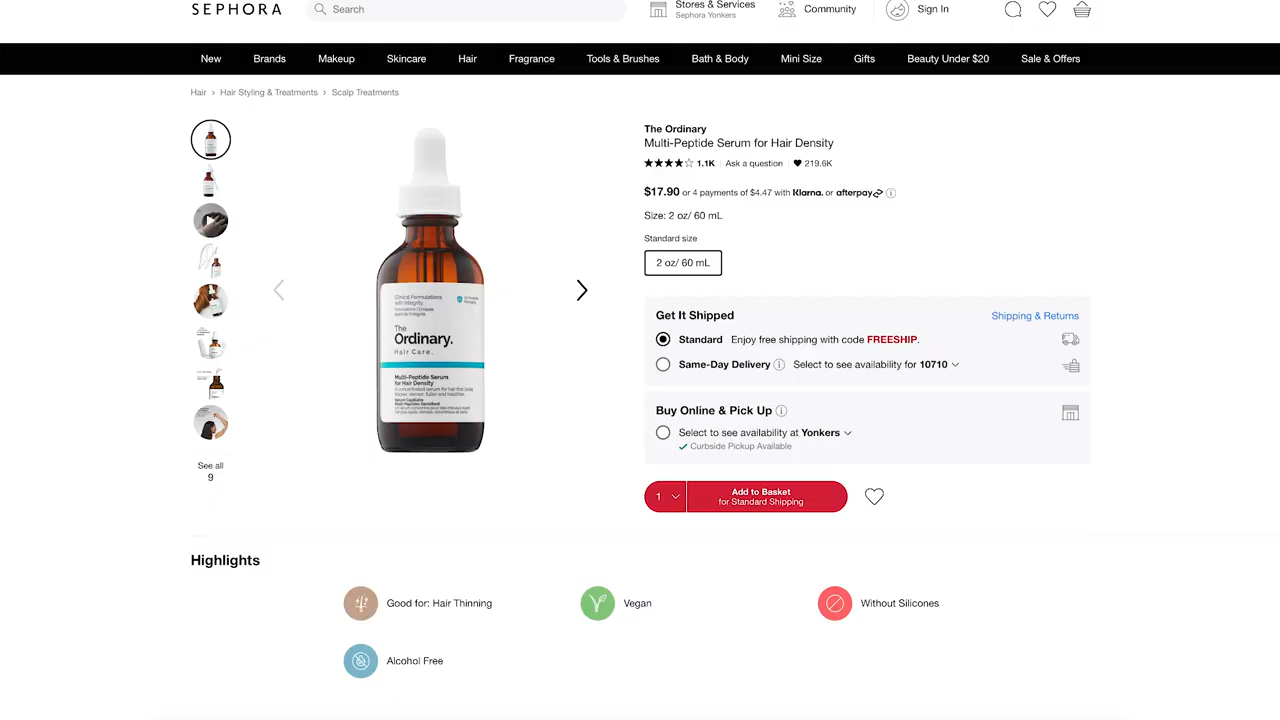 SEPHORA
Search
Stores & Services
Sephora Yonkers
Community
Sign In
New Brands Makeup Skincare Hair Fragrance Tools & Brushes Bath & Body Mini Size Gifts Beauty Under $20 Sale & Offers
Hair > Hair Styling & Treatments > Scalp Treatments
See all
9
Clinical Formulations
with Integrity.
The
Ordinary.
Hair Care.
Multi-Peptide Serum
for Hair Density
The Ordinary
Multi-Peptide Serum for Hair Density
1.1K | Ask a question | 219.6K
$17.90 or 4 payments of $4.47 with Klarna. or afterpay
Size: 2 oz/ 60 mL
Standard size
2 oz/ 60 mL
Get It Shipped
Shipping & Returns
Standard Enjoy free shipping with code FREESHIP.
Same-Day Delivery Select to see availability for 10710
Buy Online & Pick Up
Select to see availability at Yonkers
Curbside Pickup Available
1
Add to Basket
for Standard Shipping
Highlights
Good for: Hair Thinning
Vegan
Without Silicones
Alcohol Free